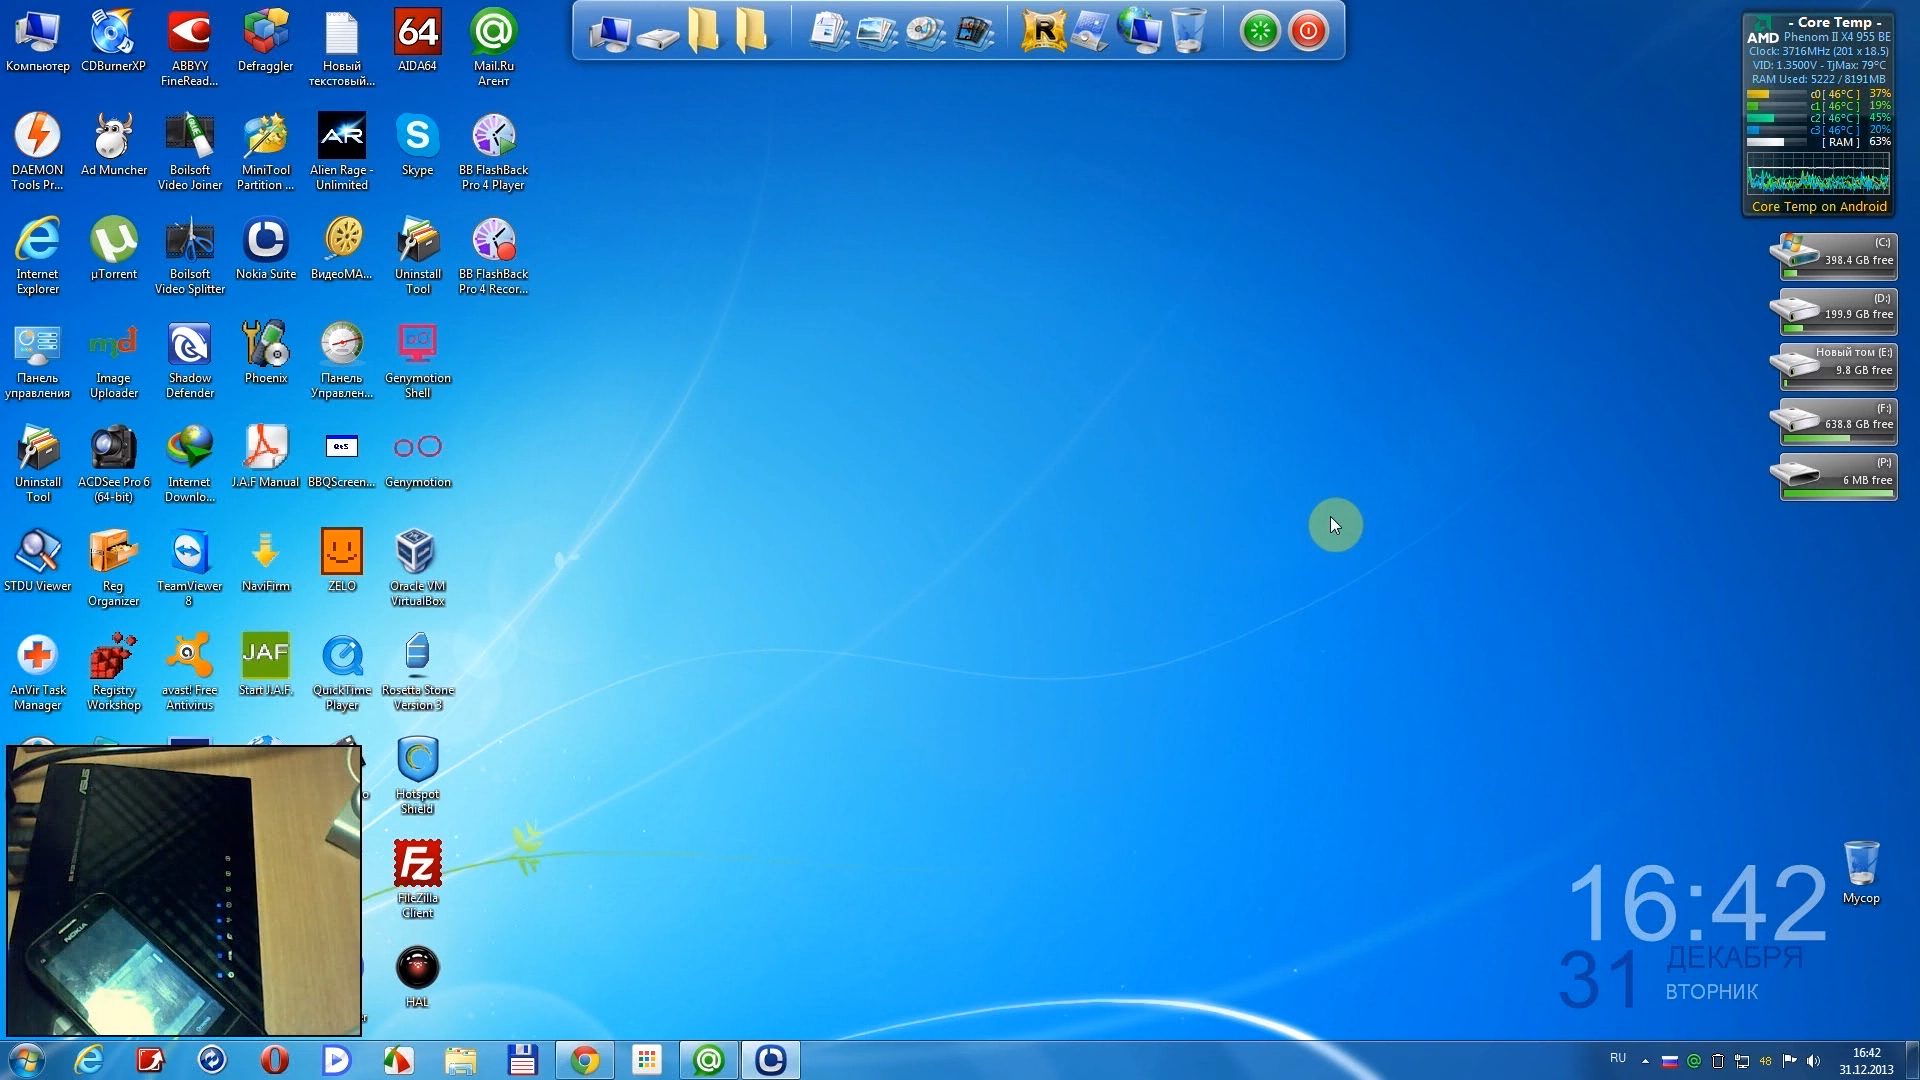 Компьютер
CDBurnerXP
ABBYY
FineRead...
Defraggler
Новый
текстовый...
64
AIDA64
Mail.Ru
Агент
DAEMON
Tools Pr...
Ad Muncher
Boilsoft
Video Joiner
MiniTool
Partition ...
AR
Alien Rage -
Unlimited
Skype
BB FlashBack
Pro 4 Player
Internet
Explorer
µTorrent
Boilsoft
Video Splitter
Nokia Suite
ВидеоМА...
Uninstall
Tool
BB FlashBack
Pro 4 Recor...
Панель
управления
Image
Uploader
Shadow
Defender
Phoenix
Панель
Управлен...
Genymotion
Shell
Uninstall
Tool
ACDSee Pro 6
(64-bit)
Internet
Downlo...
J.A.F Manual
BBQScreen...
Genymotion
STDU Viewer
Reg
Organizer
TeamViewer
8
NaviFirm
ZELO
Oracle VM
VirtualBox
AnVir Task
Manager
Registry
Workshop
avast! Free
Antivirus
JAF
Start J.A.F.
QuickTime
Player
Rosetta Stone
Version 3
Hotspot
Shield
FZ
FileZilla
Client
HAL
ASUS
NOKIA
- Core Temp -
AMD Phenom II X4 955 BE
Clock: 3716MHz (201 x 18.5)
VID: 1.3500V - TjMax: 79°C
RAM Used: 5222 / 8191MB
c0[ 46°C ] 37%
c1[ 46°C ] 19%
c2[ 46°C ] 45%
c3[ 46°C ] 20%
[ RAM ] 63%
Core Temp on Android
(C:)
398.4 GB free
(D:)
199.9 GB free
Новый том (E:)
9.8 GB free
(F:)
638.8 GB free
(P:)
6 MB free
Мусор
16:42
31 ДЕКАБРЯ
ВТОРНИК
RU
48
16:42
31.12.2013